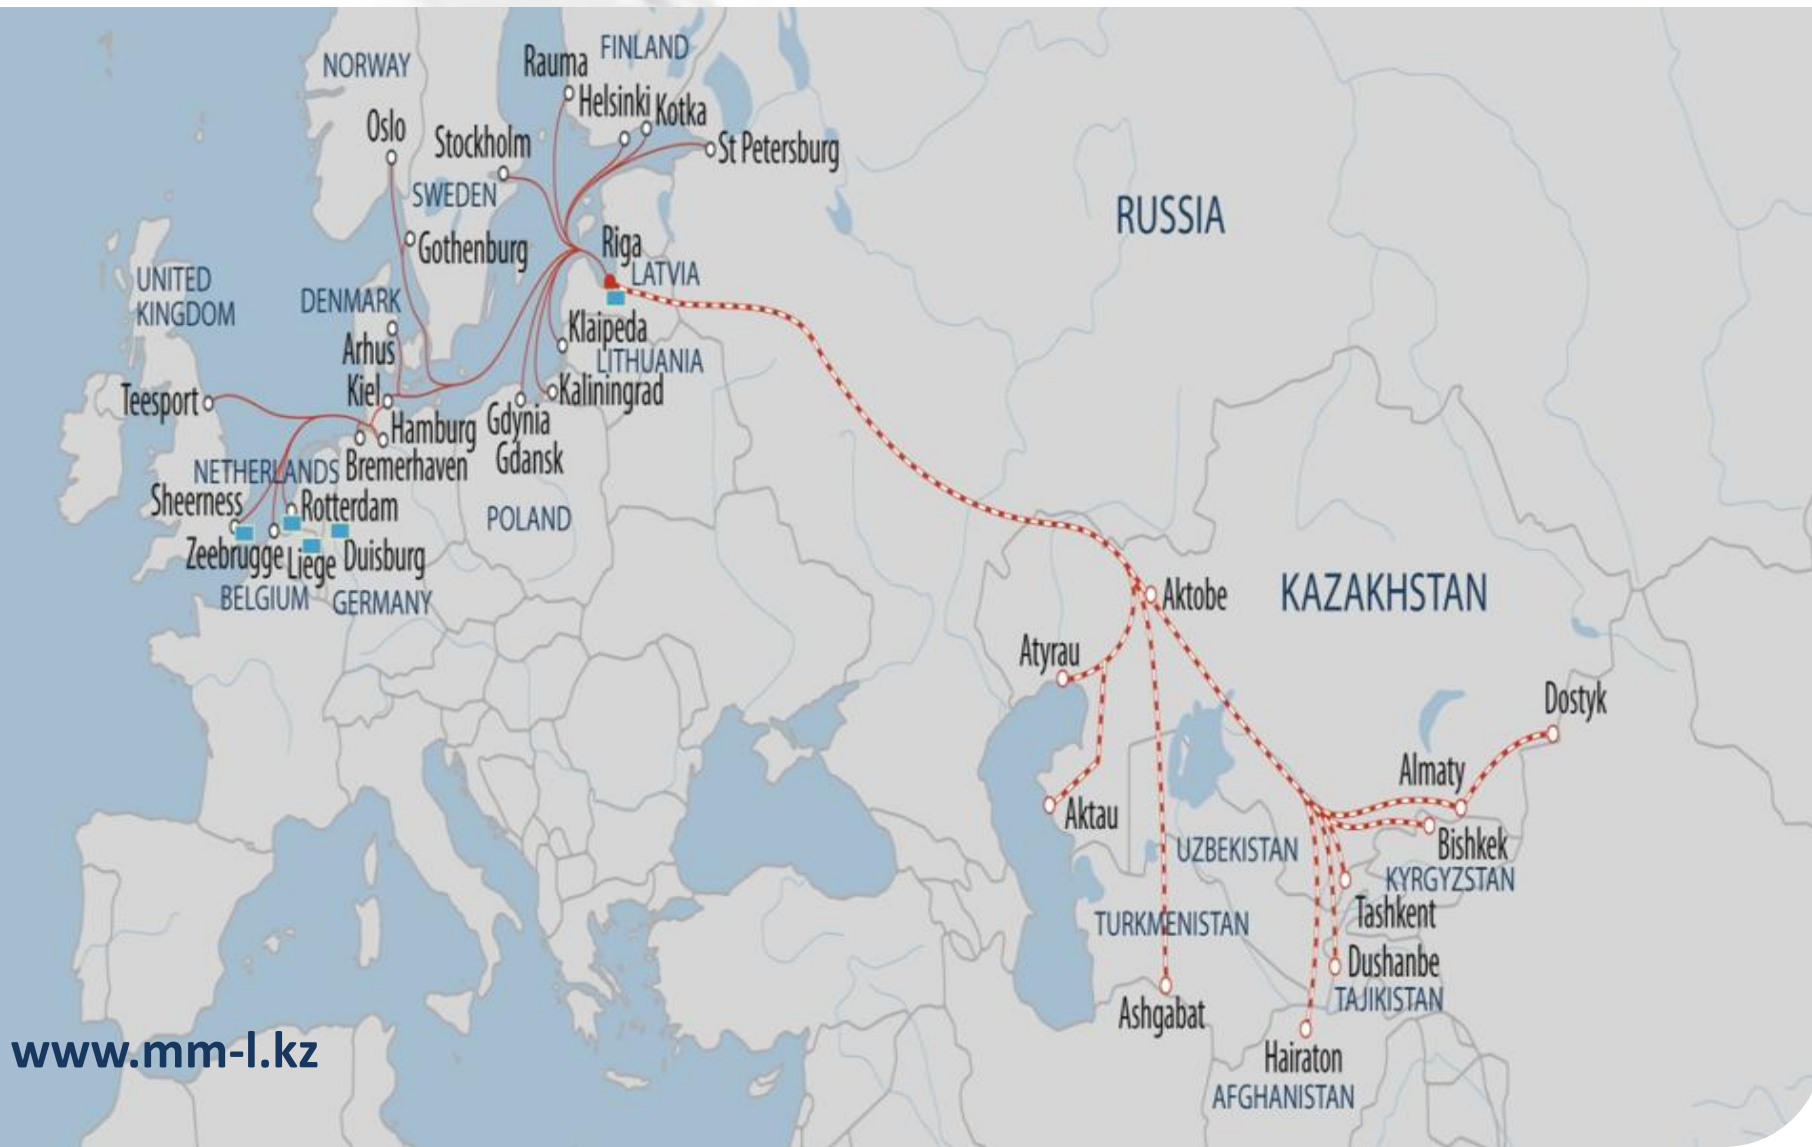 FINLAND
NORWAY
Rauma
Helsinki
Kotka
Oslo
Stockholm
St Petersburg
SWEDEN
RUSSIA
Gothenburg
Riga
LATVIA
UNITED
KINGDOM
DENMARK
Klaipeda
Arhus
LITHUANIA
Kiel
Kaliningrad
Teesport
Gdynia
Hamburg
Gdansk
Bremerhaven
NETHERLANDS
Sheerness
Rotterdam
POLAND
Zeebrugge
Liege
Duisburg
BELGIUM
GERMANY
Aktobe
KAZAKHSTAN
Atyrau
Dostyk
Almaty
Aktau
Bishkek
UZBEKISTAN
KYRGYZSTAN
Tashkent
TURKMENISTAN
Dushanbe
TAJIKISTAN
Ashgabat
Hairaton
AFGHANISTAN
www.mm-l.kz